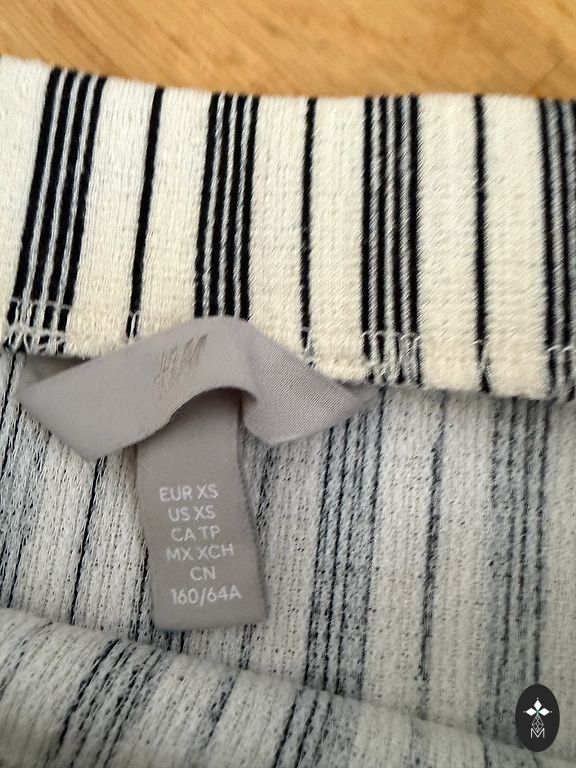 H&M
EUR XS
US XS
CA TP
MX XCH
CN
160/64A
M